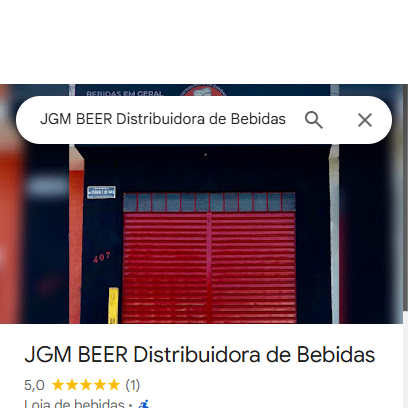 BEBIDAS EM GERAL
JGM BEER Distribuidora de Bebidas
407
JGM BEER Distribuidora de Bebidas
5,0 (1)
Loja de bebidas ·